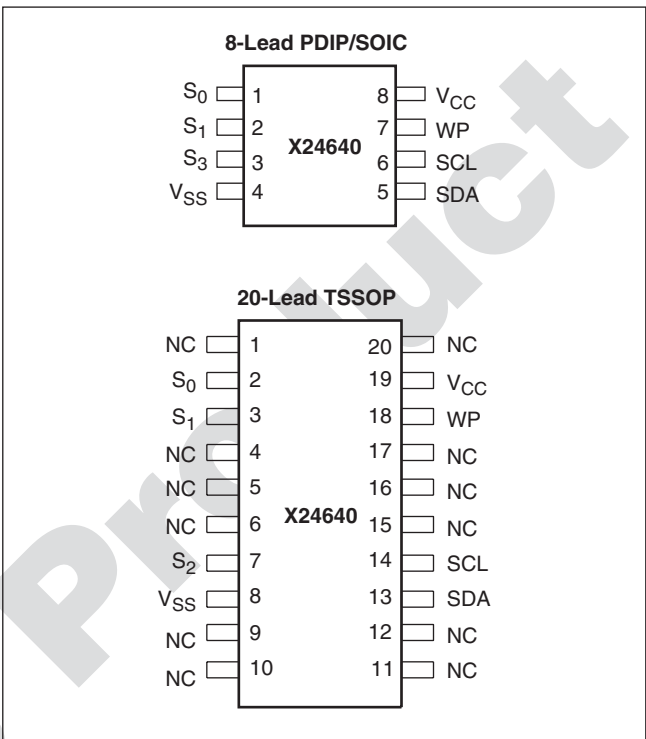 8-Lead PDIP/SOIC
S0 1 8 VCC
S1 2 7 WP
X24640
S3 3 6 SCL
VSS 4 5 SDA
20-Lead TSSOP
NC 1 20 NC
S0 2 19 VCC
S1 3 18 WP
NC 4 17 NC
NC 5 16 NC
X24640
NC 6 15 NC
S2 7 14 SCL
VSS 8 13 SDA
NC 9 12 NC
NC 10 11 NC
Product